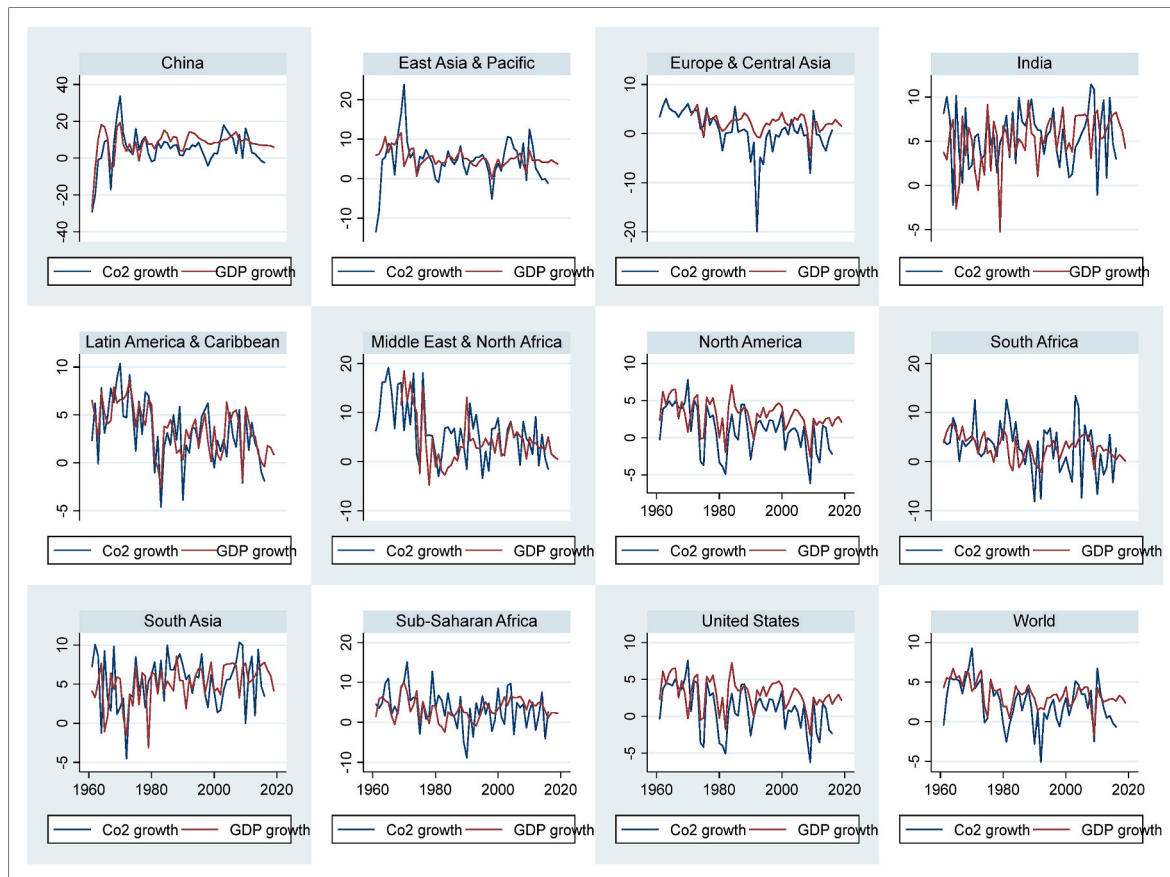 China
40
20
0
-20
-40
Co2 growth GDP growth
East Asia & Pacific
20
10
0
-10
Co2 growth GDP growth
Europe & Central Asia
10
0
-10
-20
Co2 growth GDP growth
India
10
5
0
-5
Co2 growth GDP growth
Latin America & Caribbean
10
5
0
-5
Co2 growth GDP growth
Middle East & North Africa
20
10
0
-10
Co2 growth GDP growth
North America
10
5
0
-5
1960 1980 2000 2020
Co2 growth GDP growth
South Africa
20
10
0
-10
Co2 growth GDP growth
South Asia
10
5
0
-5
1960 1980 2000 2020
Co2 growth GDP growth
Sub-Saharan Africa
20
10
0
-10
1960 1980 2000 2020
Co2 growth GDP growth
United States
10
5
0
-5
1960 1980 2000 2020
Co2 growth GDP growth
World
10
5
0
-5
1960 1980 2000 2020
Co2 growth GDP growth